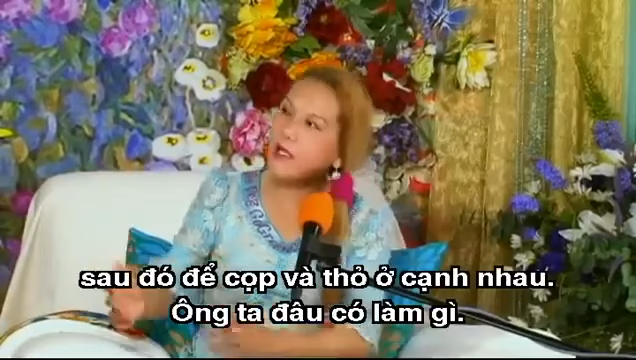 sau đó để cọp và thỏ ở cạnh nhau.
Ông ta đâu có làm gì.